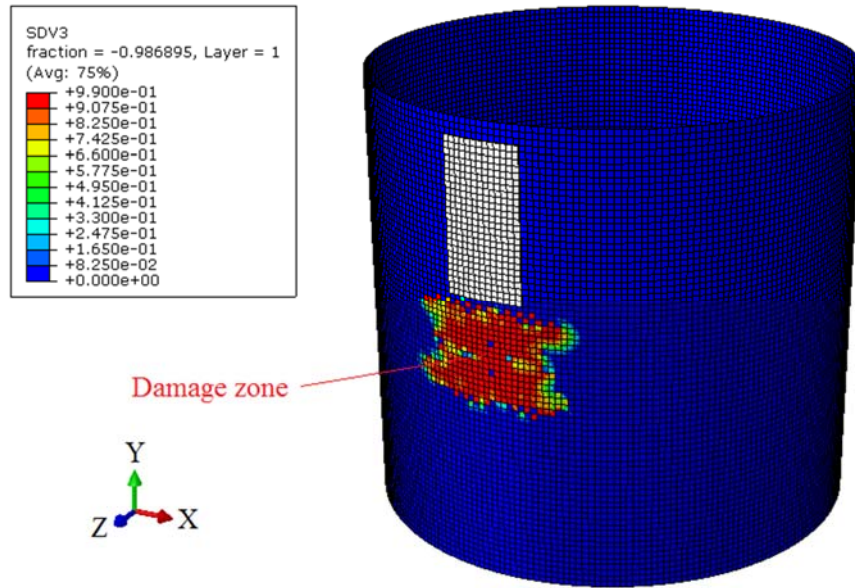 SDV3
fraction = -0.986895, Layer = 1
(Avg: 75%)
+9.900e-01
+9.075e-01
+8.250e-01
+7.425e-01
+6.600e-01
+5.775e-01
+4.950e-01
+4.125e-01
+3.300e-01
+2.475e-01
+1.650e-01
+8.250e-02
+0.000e+00
Damage zone
Y
Z
X